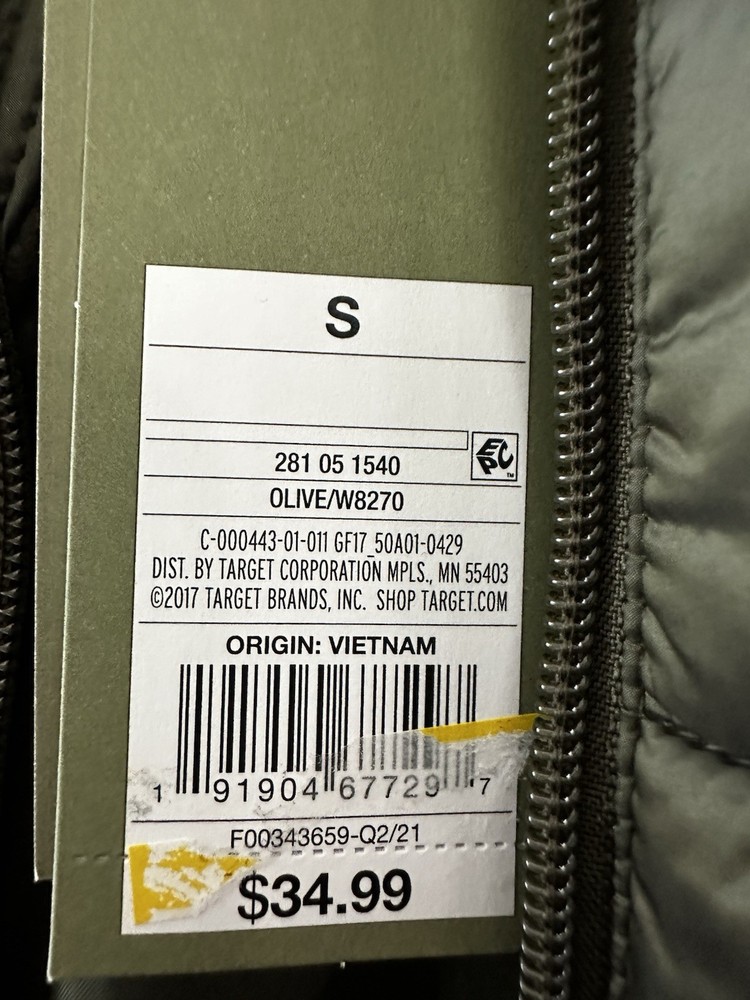 S
EPC™
281 05 1540
OLIVE/W8270
C-000443-01-011 GF17_50A01-0429
DIST. BY TARGET CORPORATION MPLS., MN 55403
©2017 TARGET BRANDS, INC. SHOP TARGET.COM
ORIGIN: VIETNAM
1 91904 67729 7
F00343659-Q2/21
$34.99